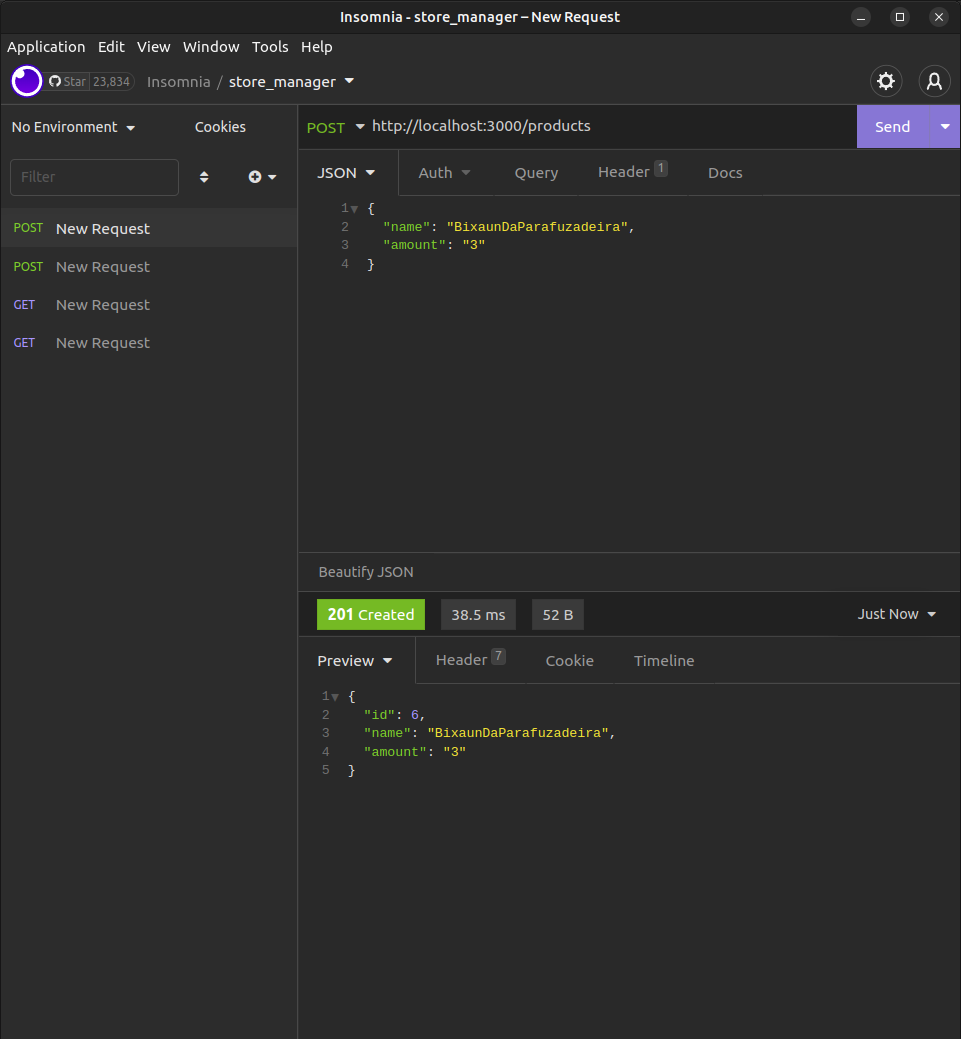 Insomnia - store_manager – New Request
Application Edit View Window Tools Help
Star 23,834 Insomnia / store_manager
No Environment Cookies
POST http://localhost:3000/products Send
Filter
JSON Auth Query Header 1 Docs
POST New Request
POST New Request
GET New Request
GET New Request
1 {
2 "name": "BixaunDaParafuzadeira",
3 "amount": "3"
4 }
Beautify JSON
201 Created 38.5 ms 52 B Just Now
Preview Header 7 Cookie Timeline
1 {
2 "id": 6,
3 "name": "BixaunDaParafuzadeira",
4 "amount": "3"
5 }